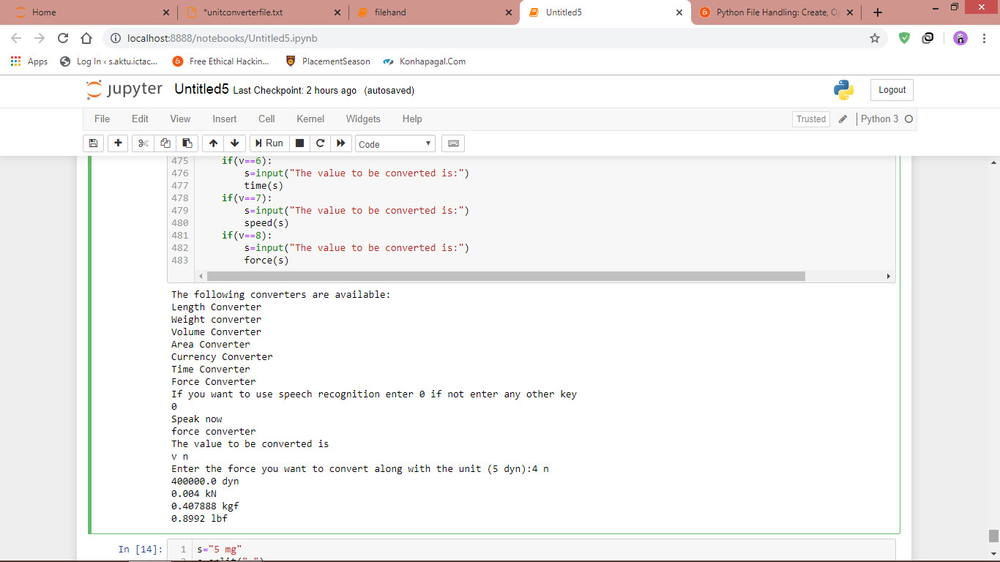 Home
*unitconverterfile.txt
filehand
Untitled5
Python File Handling: Create, O
localhost:8888/notebooks/Untitled5.ipynb
Apps
Log In ‹ s.aktu.ictac...
Free Ethical Hackin...
PlacementSeason
Konhapagal.Com
jupyter Untitled5 Last Checkpoint: 2 hours ago (autosaved)
Logout
File Edit View Insert Cell Kernel Widgets Help
Trusted
Python 3
Run
Code
475 if(v==6):
476 s=input("The value to be converted is:")
477 time(s)
478 if(v==7):
479 s=input("The value to be converted is:")
480 speed(s)
481 if(v==8):
482 s=input("The value to be converted is:")
483 force(s)
The following converters are available:
Length Converter
Weight converter
Volume Converter
Area Converter
Currency Converter
Time Converter
Force Converter
If you want to use speech recognition enter 0 if not enter any other key
0
Speak now
force converter
The value to be converted is
v n
Enter the force you want to convert along with the unit (5 dyn):4 n
400000.0 dyn
0.004 kN
0.407888 kgf
0.8992 lbf
In [14]: 1 s="5 mg"